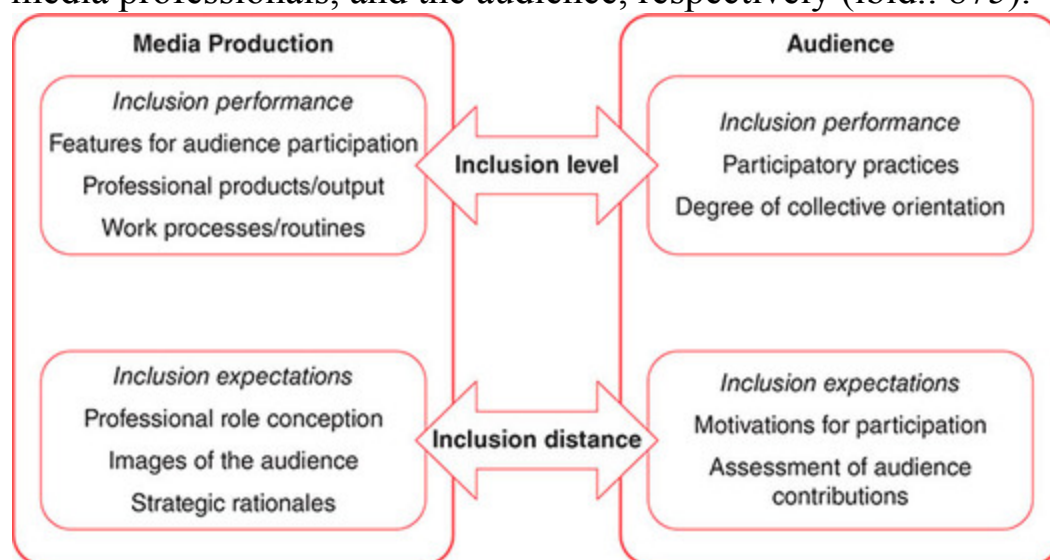 media professionals, and the audience, respectively (ibid.: 875).
Media Production
Inclusion performance
Features for audience participation
Professional products/output
Work processes/routines
Inclusion expectations
Professional role conception
Images of the audience
Strategic rationales
Inclusion level
Inclusion distance
Audience
Inclusion performance
Participatory practices
Degree of collective orientation
Inclusion expectations
Motivations for participation
Assessment of audience
contributions